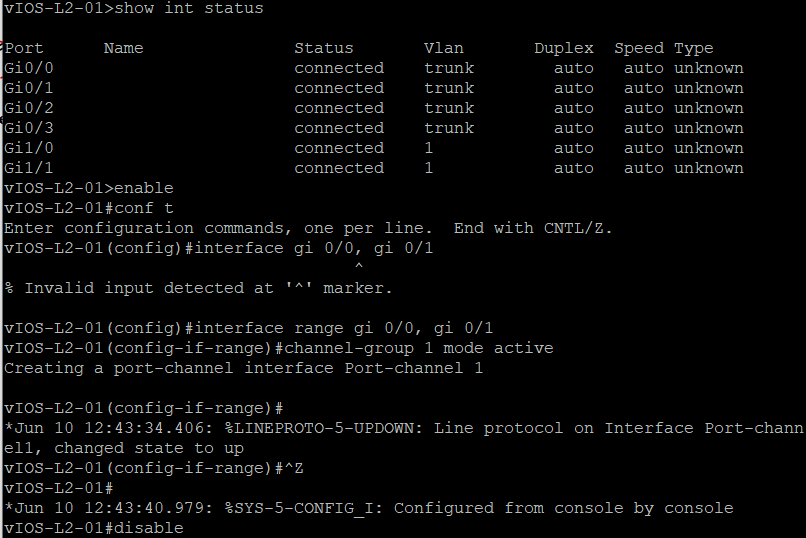 vIOS-L2-01>show int status
Port      Name               Status       Vlan       Duplex  Speed Type
Gi0/0                        connected    trunk        auto   auto unknown
Gi0/1                        connected    trunk        auto   auto unknown
Gi0/2                        connected    trunk        auto   auto unknown
Gi0/3                        connected    trunk        auto   auto unknown
Gi1/0                        connected    1            auto   auto unknown
Gi1/1                        connected    1            auto   auto unknown
vIOS-L2-01>enable
vIOS-L2-01#conf t
Enter configuration commands, one per line.  End with CNTL/Z.
vIOS-L2-01(config)#interface gi 0/0, gi 0/1
                                   ^
% Invalid input detected at '^' marker.
vIOS-L2-01(config)#interface range gi 0/0, gi 0/1
vIOS-L2-01(config-if-range)#channel-group 1 mode active
Creating a port-channel interface Port-channel 1
vIOS-L2-01(config-if-range)#
*Jun 10 12:43:34.406: %LINEPROTO-5-UPDOWN: Line protocol on Interface Port-chann
el1, changed state to up
vIOS-L2-01(config-if-range)#^Z
vIOS-L2-01#
*Jun 10 12:43:40.979: %SYS-5-CONFIG_I: Configured from console by console
vIOS-L2-01#disable